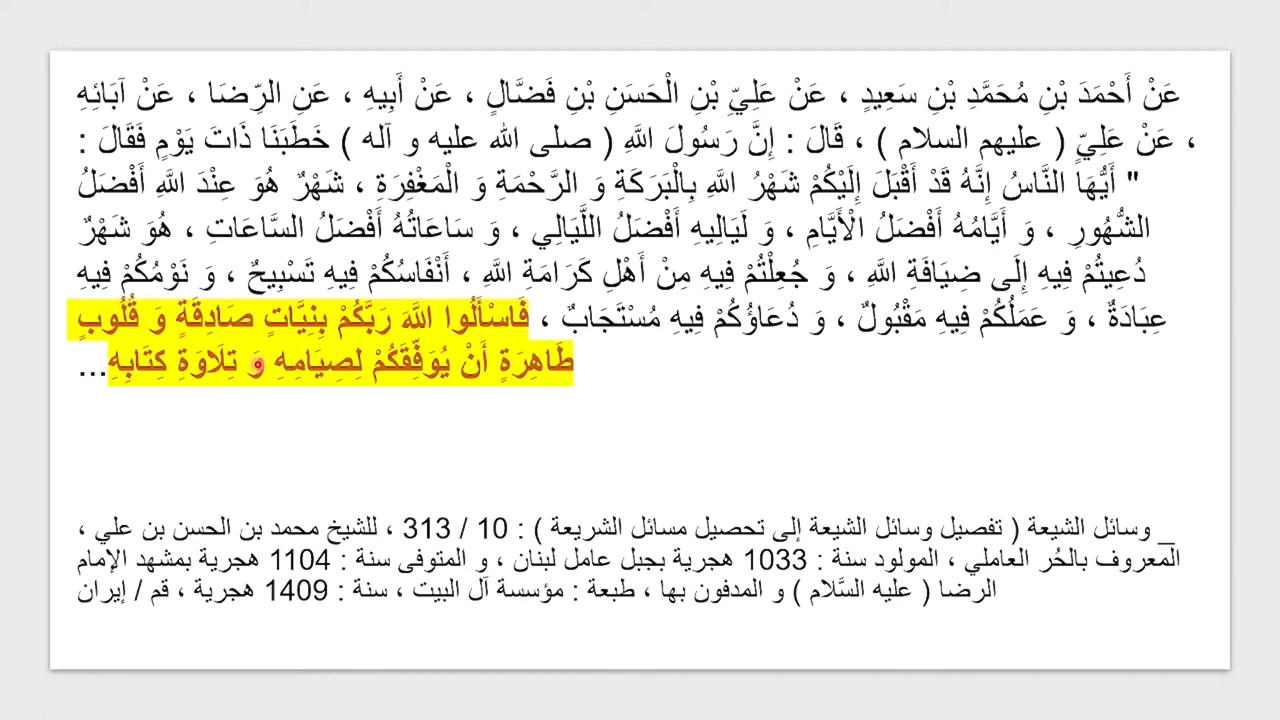 عَنْ أَحْمَدَ بْنِ مُحَمَّدِ بْنِ سَعِيدٍ ، عَنْ عَلِيِّ بْنِ الْحَسَنِ بْنِ فَضَّالٍ ، عَنْ أَبِيهِ ، عَنِ الرِّضَا ، عَنْ آبَائِهِ
، عَنْ عَلِيٍّ ( عليهم السلام ) ، قَالَ : إِنَّ رَسُولَ اللَّهِ ( صلى الله عليه و آله ) خَطَبَنَا ذَاتَ يَوْمٍ فَقَالَ :
" أَيُّهَا النَّاسُ إِنَّهُ قَدْ أَقْبَلَ إِلَيْكُمْ شَهْرُ اللَّهِ بِالْبَرَكَةِ وَ الرَّحْمَةِ وَ الْمَغْفِرَةِ ، شَهْرٌ هُوَ عِنْدَ اللَّهِ أَفْضَلُ
الشُّهُورِ ، وَ أَيَّامُهُ أَفْضَلُ الْأَيَّامِ ، وَ لَيَالِيهِ أَفْضَلُ اللَّيَالِي ، وَ سَاعَاتُهُ أَفْضَلُ السَّاعَاتِ ، هُوَ شَهْرٌ
دُعِيتُمْ فِيهِ إِلَى ضِيَافَةِ اللَّهِ ، وَ جُعِلْتُمْ فِيهِ مِنْ أَهْلِ كَرَامَةِ اللَّهِ ، أَنْفَاسُكُمْ فِيهِ تَسْبِيحٌ ، وَ نَوْمُكُمْ فِيهِ
عِبَادَةٌ ، وَ عَمَلُكُمْ فِيهِ مَقْبُولٌ ، وَ دُعَاؤُكُمْ فِيهِ مُسْتَجَابٌ ، فَاسْأَلُوا اللَّهَ رَبَّكُمْ بِنِيَّاتٍ صَادِقَةٍ وَ قُلُوبٍ
طَاهِرَةٍ أَنْ يُوَفِّقَكُمْ لِصِيَامِهِ وَ تِلَاوَةِ كِتَابِهِ...
_ وسائل الشيعة ( تفصيل وسائل الشيعة إلى تحصيل مسائل الشريعة ) : 10 / 313 ، للشيخ محمد بن الحسن بن علي ،
المعروف بالحُر العاملي ، المولود سنة : 1033 هجرية بجبل عامل لبنان ، و المتوفى سنة : 1104 هجرية بمشهد الإمام
الرضا ( عليه السَّلام ) و المدفون بها ، طبعة : مؤسسة آل البيت ، سنة : 1409 هجرية ، قم / إيران